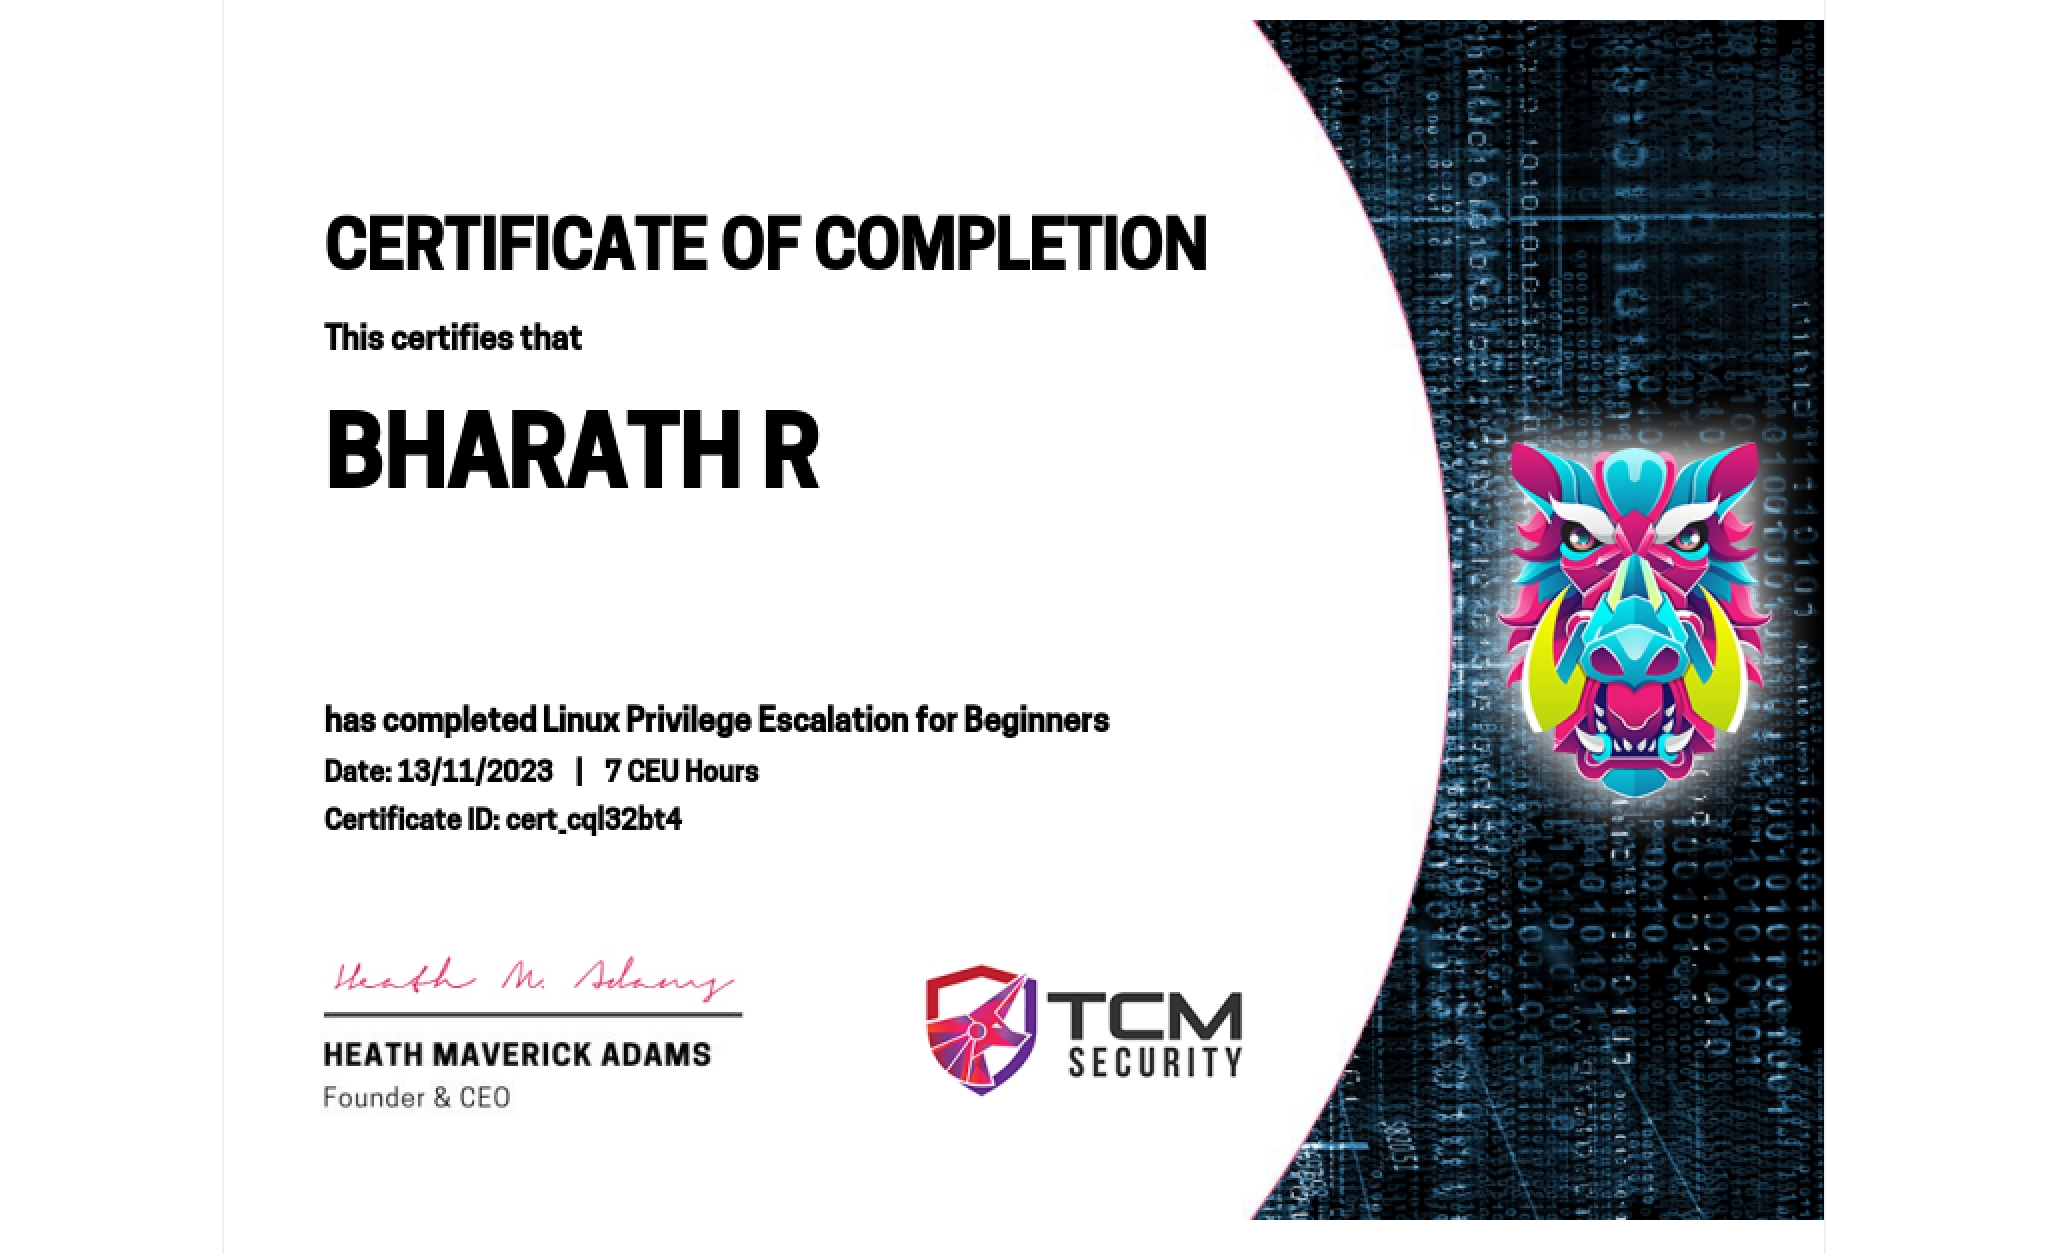 CERTIFICATE OF COMPLETION
This certifies that
BHARATH R
has completed Linux Privilege Escalation for Beginners
Date: 13/11/2023 | 7 CEU Hours
Certificate ID: cert_cql32bt4
Heath M. Adams
HEATH MAVERICK ADAMS
Founder & CEO
TCM
SECURITY